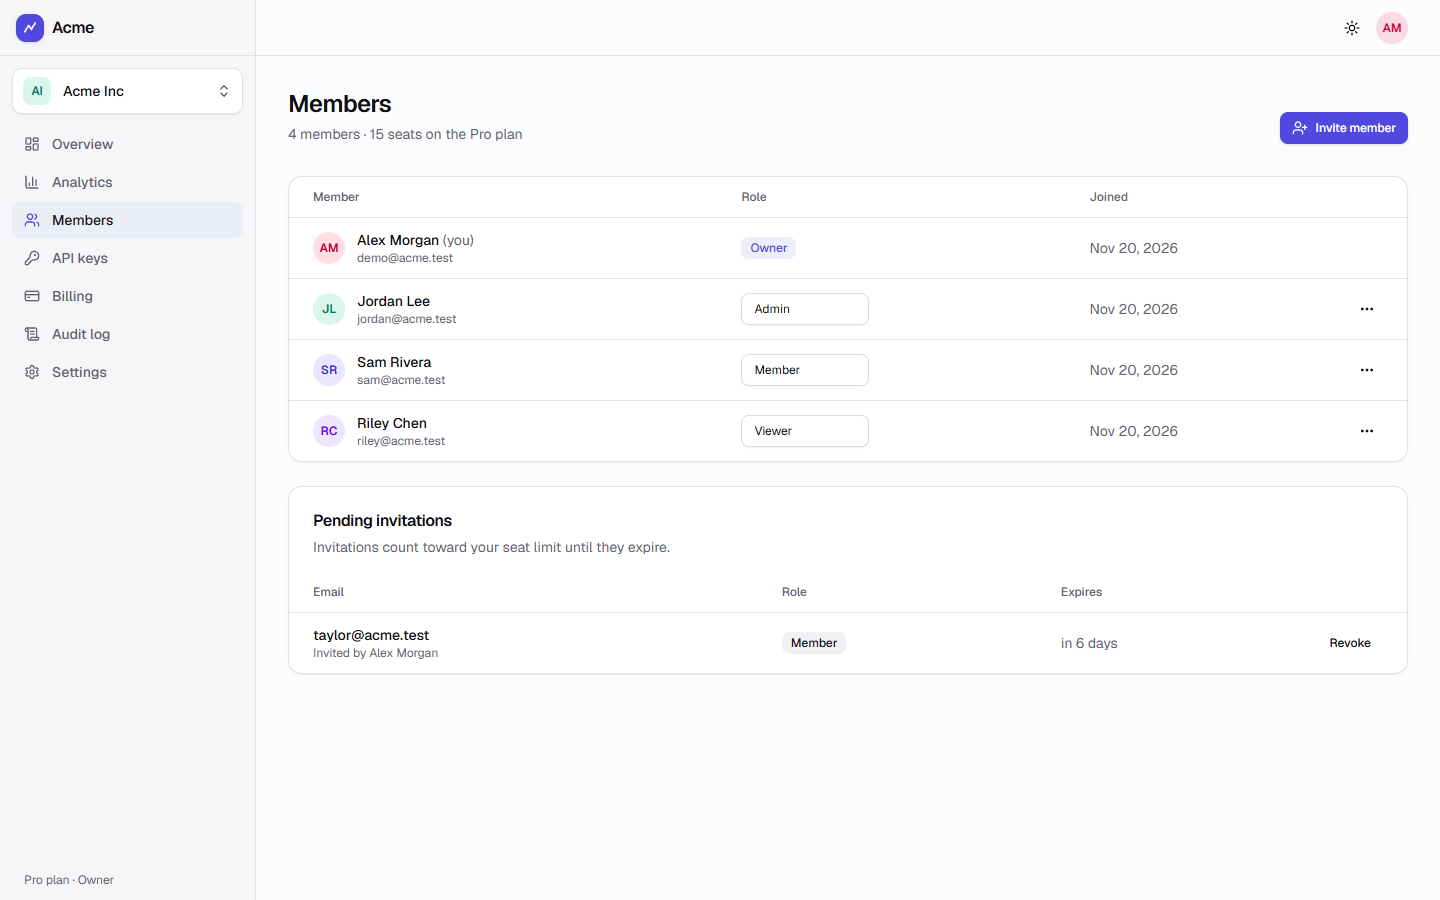 Acme
AM
AI Acme Inc
Overview
Analytics
Members
API keys
Billing
Audit log
Settings
Pro plan · Owner
Members
4 members · 15 seats on the Pro plan
Invite member
Member Role Joined
AM Alex Morgan (you) Owner Nov 20, 2026
demo@acme.test
JL Jordan Lee Admin Nov 20, 2026
jordan@acme.test
SR Sam Rivera Member Nov 20, 2026
sam@acme.test
RC Riley Chen Viewer Nov 20, 2026
riley@acme.test
Pending invitations
Invitations count toward your seat limit until they expire.
Email Role Expires
taylor@acme.test Member in 6 days Revoke
Invited by Alex Morgan